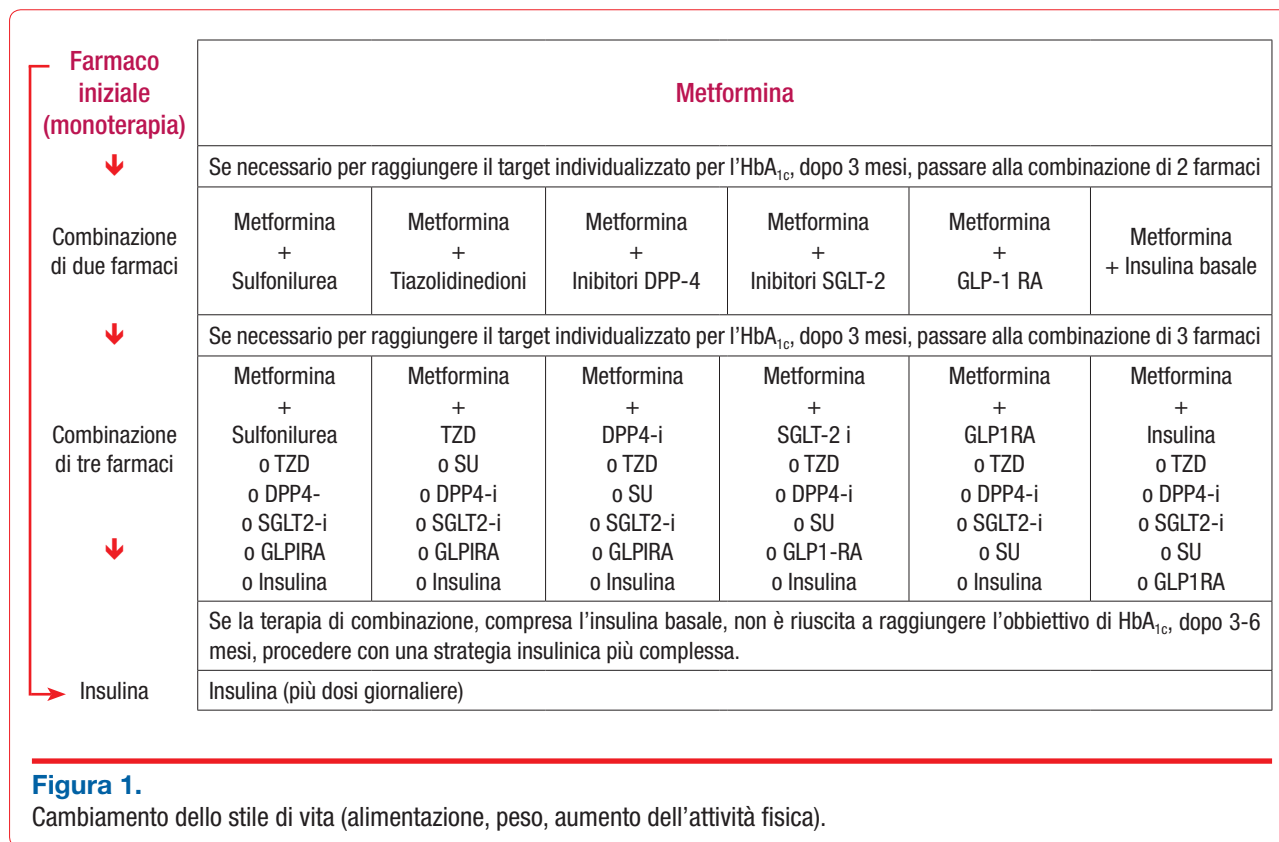 Farmaco
iniziale
(monoterapia)
Metformina
Se necessario per raggiungere il target individualizzato per l'HbA1c, dopo 3 mesi, passare alla combinazione di 2 farmaci
Combinazione
di due farmaci
Metformina
+
Sulfonilurea
Metformina
+
Tiazolidinedioni
Metformina
+
Inibitori DPP-4
Metformina
+
Inibitori SGLT-2
Metformina
+
GLP-1 RA
Metformina
+ Insulina basale
Se necessario per raggiungere il target individualizzato per l'HbA1c, dopo 3 mesi, passare alla combinazione di 3 farmaci
Combinazione
di tre farmaci
Metformina
+
Sulfonilurea
o TZD
o DPP4-
o SGLT2-i
o GLPIRA
o Insulina
Metformina
+
TZD
o SU
o DPP4-i
o SGLT2-i
o GLPIRA
o Insulina
Metformina
+
DPP4-i
o TZD
o SU
o SGLT2-i
o GLPIRA
o Insulina
Metformina
+
SGLT-2 i
o TZD
o DPP4-i
o SU
o GLP1-RA
o Insulina
Metformina
+
GLP1RA
o TZD
o DPP4-i
o SGLT2-i
o SU
o Insulina
Metformina
+
Insulina
o TZD
o DPP4-i
o SGLT2-i
o SU
o GLP1RA
Se la terapia di combinazione, compresa l'insulina basale, non è riuscita a raggiungere l'obbiettivo di HbA1c, dopo 3-6
mesi, procedere con una strategia insulinica più complessa.
Insulina
Insulina (più dosi giornaliere)
Figura 1.
Cambiamento dello stile di vita (alimentazione, peso, aumento dell'attività fisica).